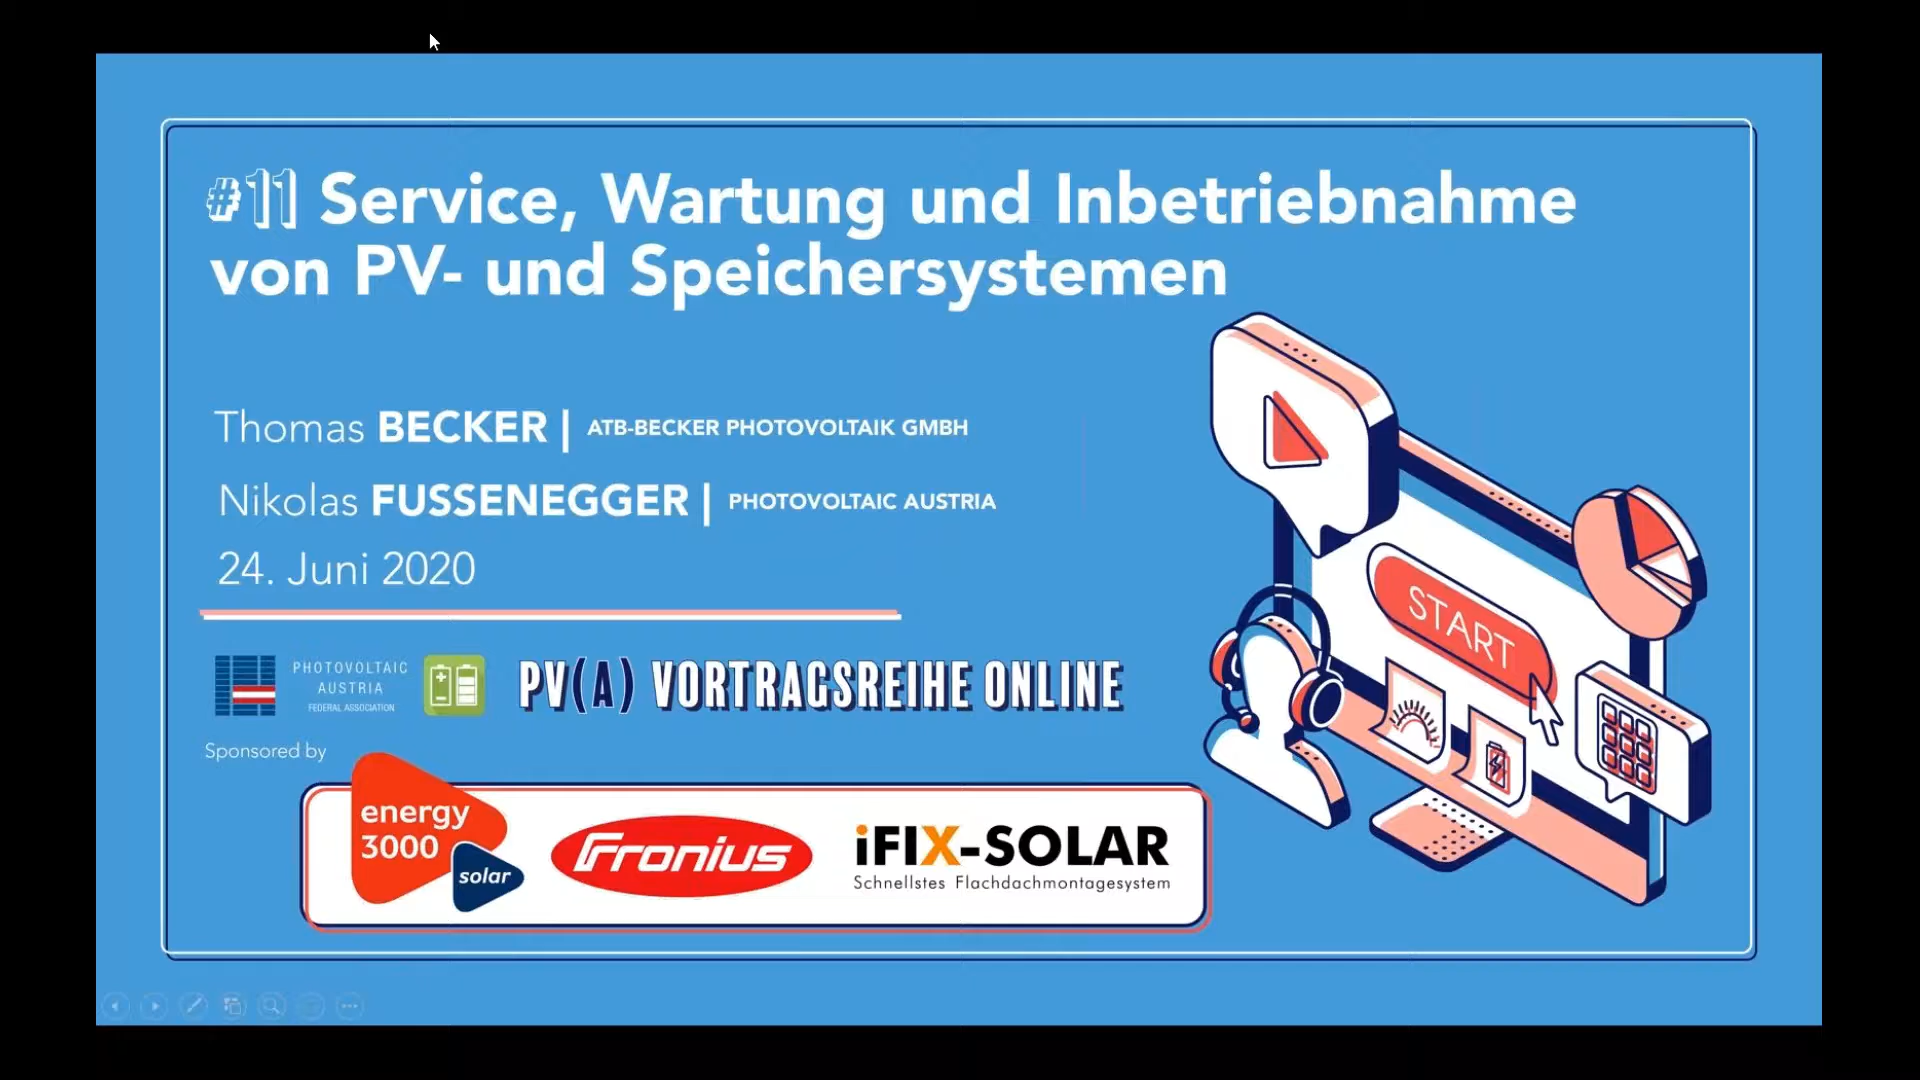 #11 Service, Wartung und Inbetriebnahme
von PV- und Speichersystemen
Thomas BECKER | ATB-BECKER PHOTOVOLTAIK GMBH
Nikolas FUSSENEGGER | PHOTOVOLTAIC AUSTRIA
24. Juni 2020
START
PHOTOVOLTAIC
AUSTRIA
FEDERAL ASSOCIATION
PV(A) VORTRAGSREIHE ONLINE
Sponsored by
energy
3000
solar
Fronius
iFIX-SOLAR
Schnellstes Flachdachmontagesystem